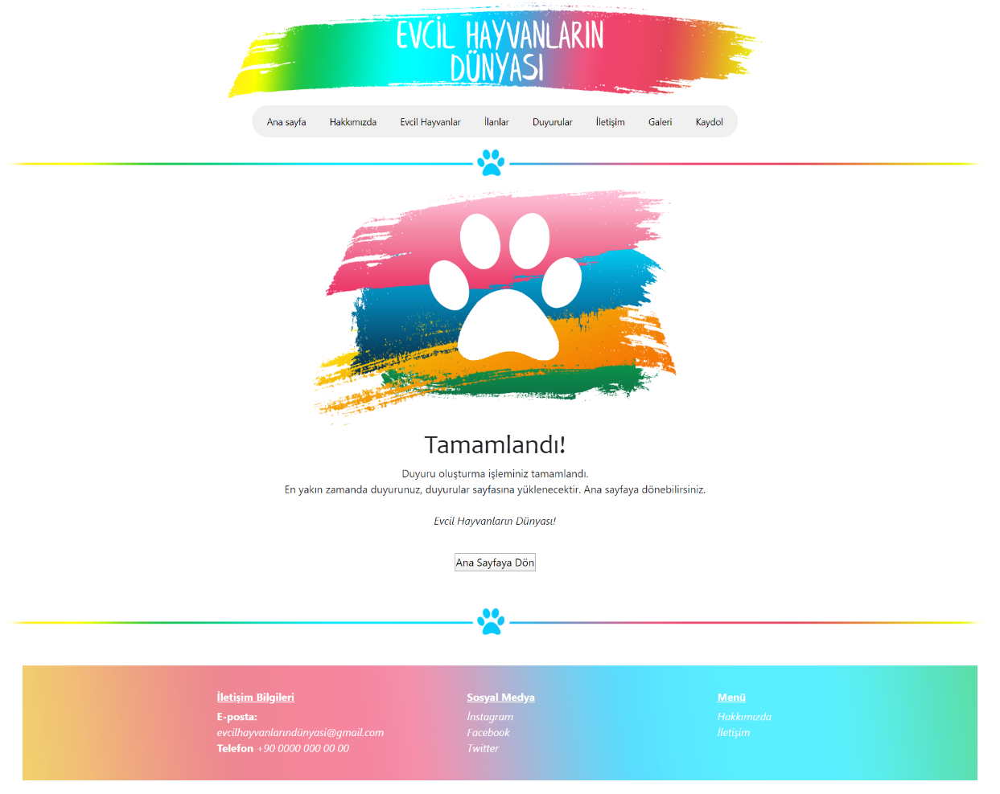 EVCİL HAYVANLARIN
DÜNYASI
Ana sayfa Hakkımızda Evcil Hayvanlar İlanlar Duyurular İletişim Galeri Kaydol
Tamamlandı!
Duyuru oluşturma işleminiz tamamlandı.
En yakın zamanda duyurunuz, duyurular sayfasına yüklenecektir. Ana sayfaya dönebilirsiniz.
Evcil Hayvanların Dünyası!
Ana Sayfaya Dön
İletişim Bilgileri
E-posta:
evcilhayvanlarındünyasi@gmail.com
Telefon +90 0000 000 00 00
Sosyal Medya
İnstagram
Facebook
Twitter
Menü
Hakkımızda
İletişim